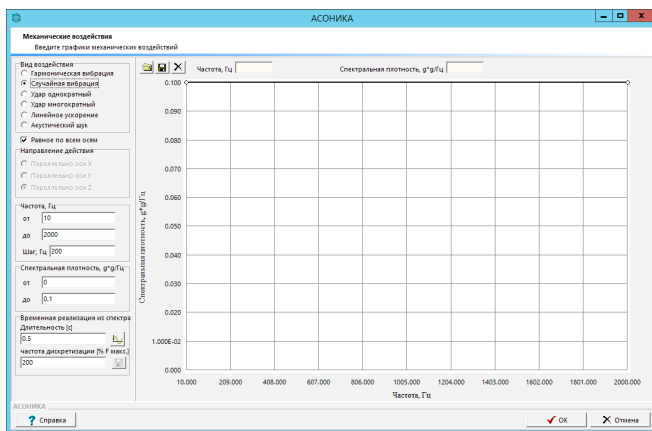 АСОНИКА
Механические воздействия
Введите графики механических воздействий
Вид воздействия
Гармоническая вибрация
Случайная вибрация
Удар однократный
Удар многократный
Линейное ускорение
Акустический шум
Равное по всем осям
Направление действия
Параллельно оси X
Параллельно оси Y
Параллельно оси Z
Частота, Гц
от 10
до 2000
Шаг, Гц 200
Спектральная плотность, g*g/Гц
от 0
до 0.1
Временная реализация из спектра
Длительность [с]
0.5
частота дискретизации [% F макс.]
200
Частота, Гц
Спектральная плотность, g*g/Гц
0.100
0.090
0.080
0.070
0.060
0.050
0.040
0.030
0.020
1.000E-02
0.000
Спектральная плотность, g*g/Гц
10.000 209.000 408.000 607.000 806.000 1005.000 1204.000 1403.000 1602.000 1801.000 2000.000
Частота, Гц
АСОНИКА
? Справка
OK
Отмена